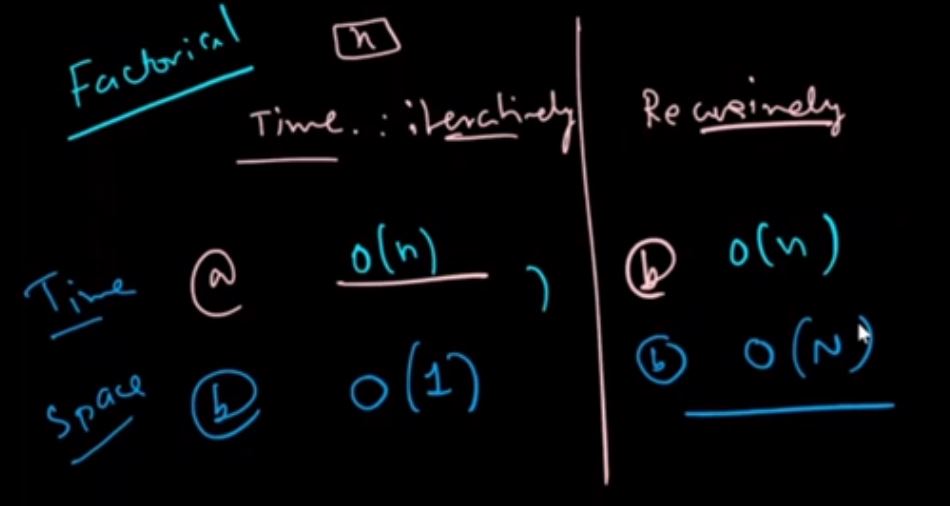 Factorial n
Time. : iteratively Recursively
Time a O(n) ) b O(n)
Space b O(1) b O(N)